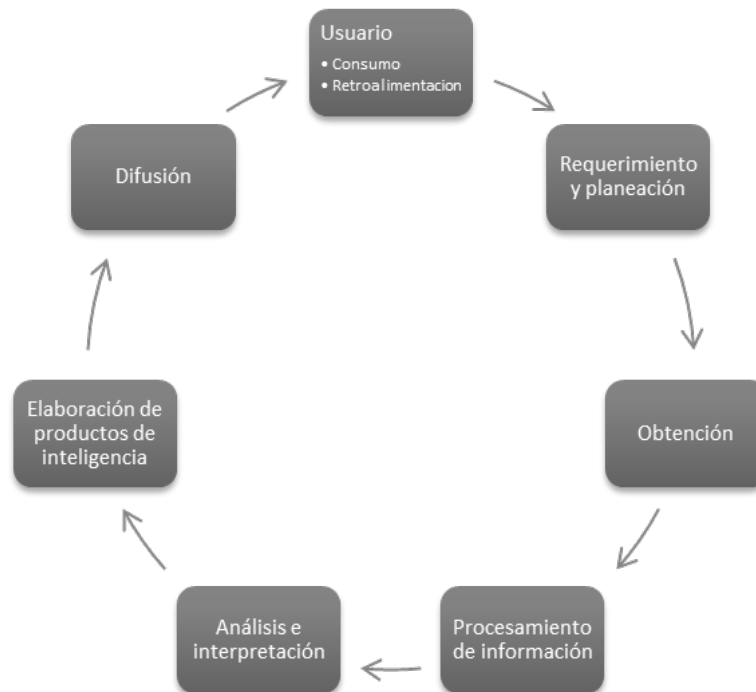 Usuario
• Consumo
• Retroalimentacion
Requerimiento
y planeación
Obtención
Procesamiento
de información
Análisis e
interpretación
Elaboración de
productos de
inteligencia
Difusión